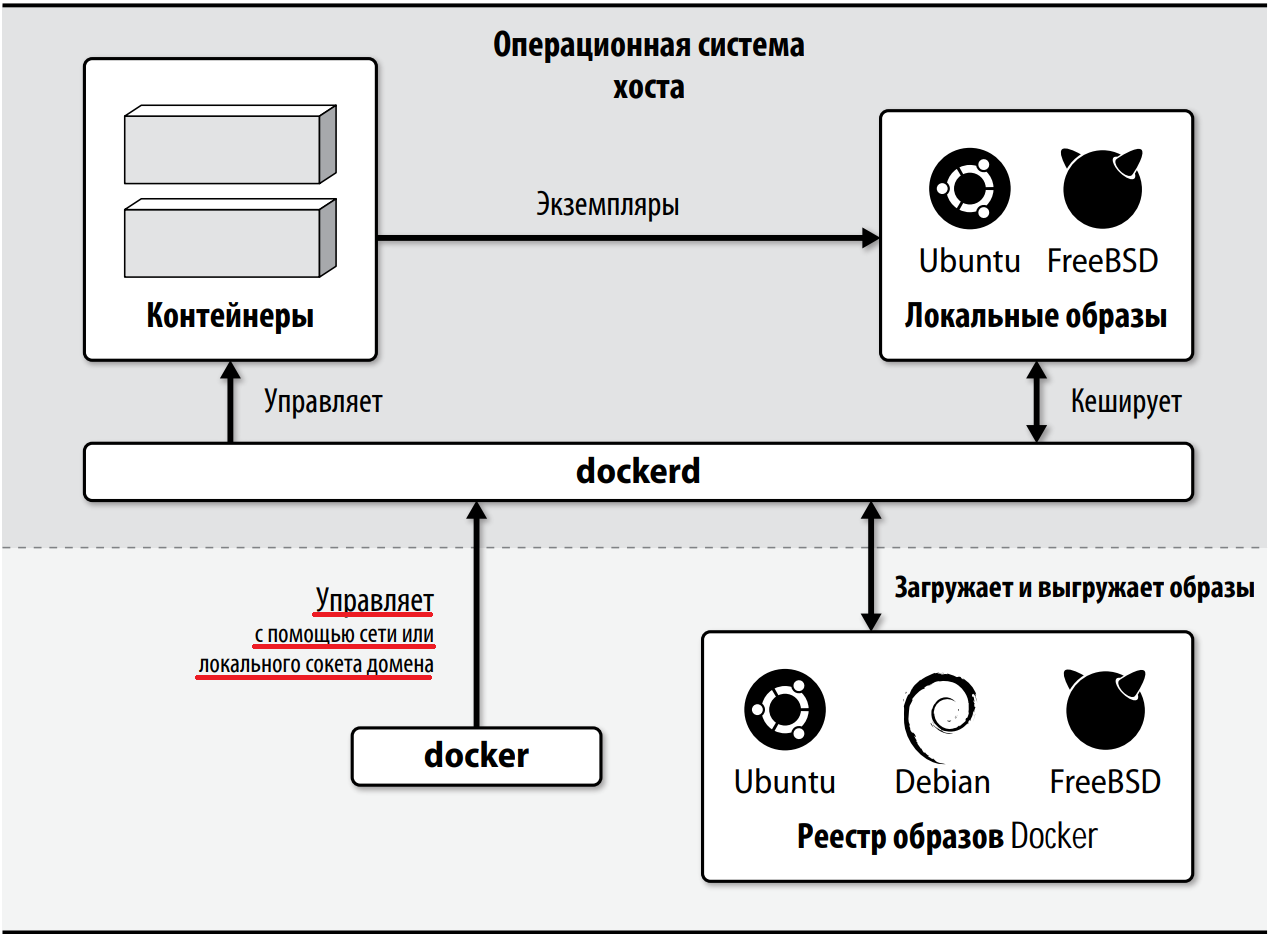 Операционная система
хоста
Экземпляры
Ubuntu FreeBSD
Контейнеры
Локальные образы
Управляет
Кеширует
dockerd
Управляет
с помощью сети или
локального сокета домена
Загружает и выгружает образы
docker
Ubuntu Debian FreeBSD
Реестр образов Docker